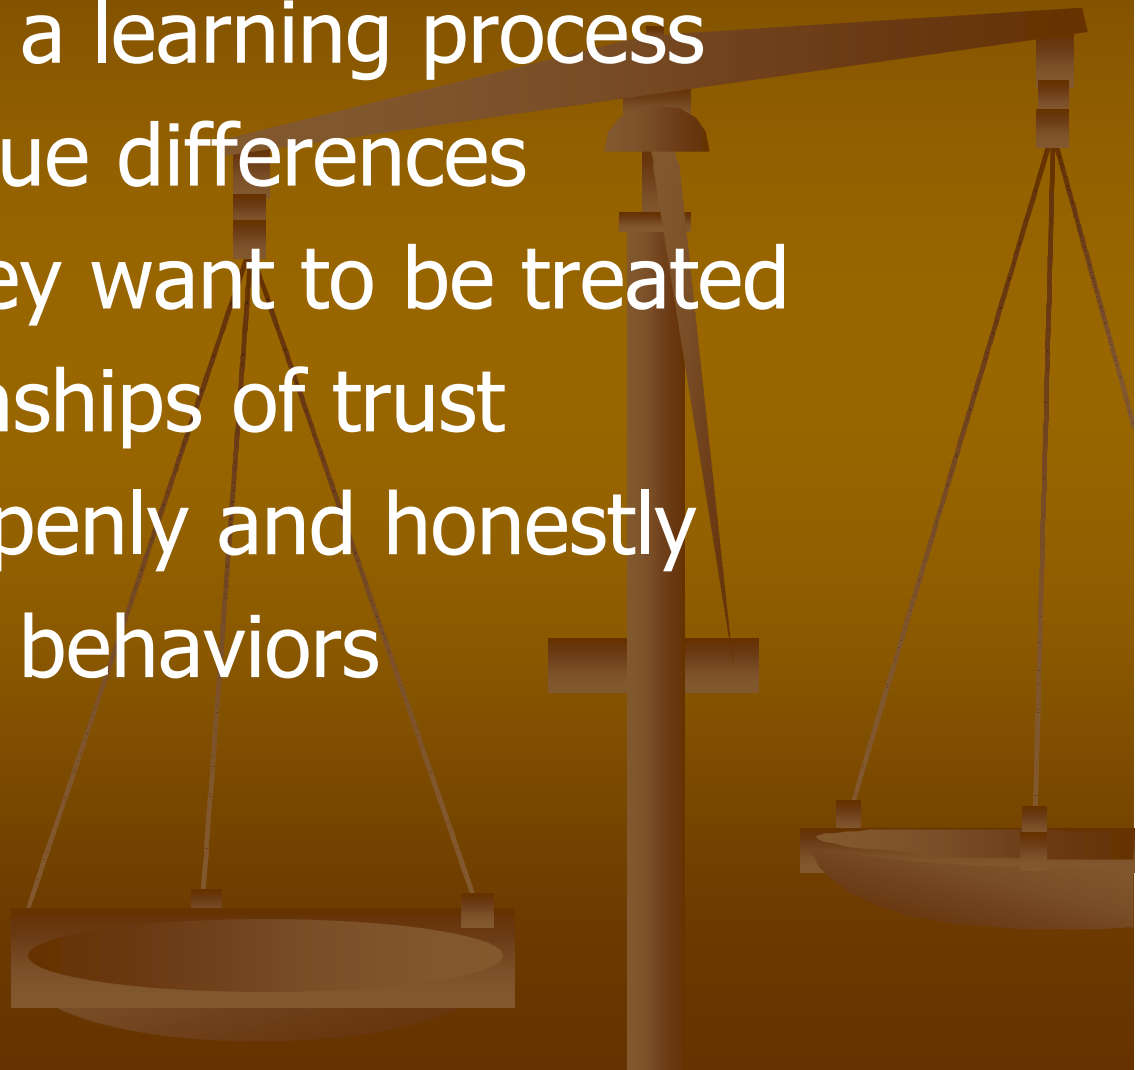 a learning process
ue differences
ey want to be treated
nships of trust
penly and honestly
behaviors